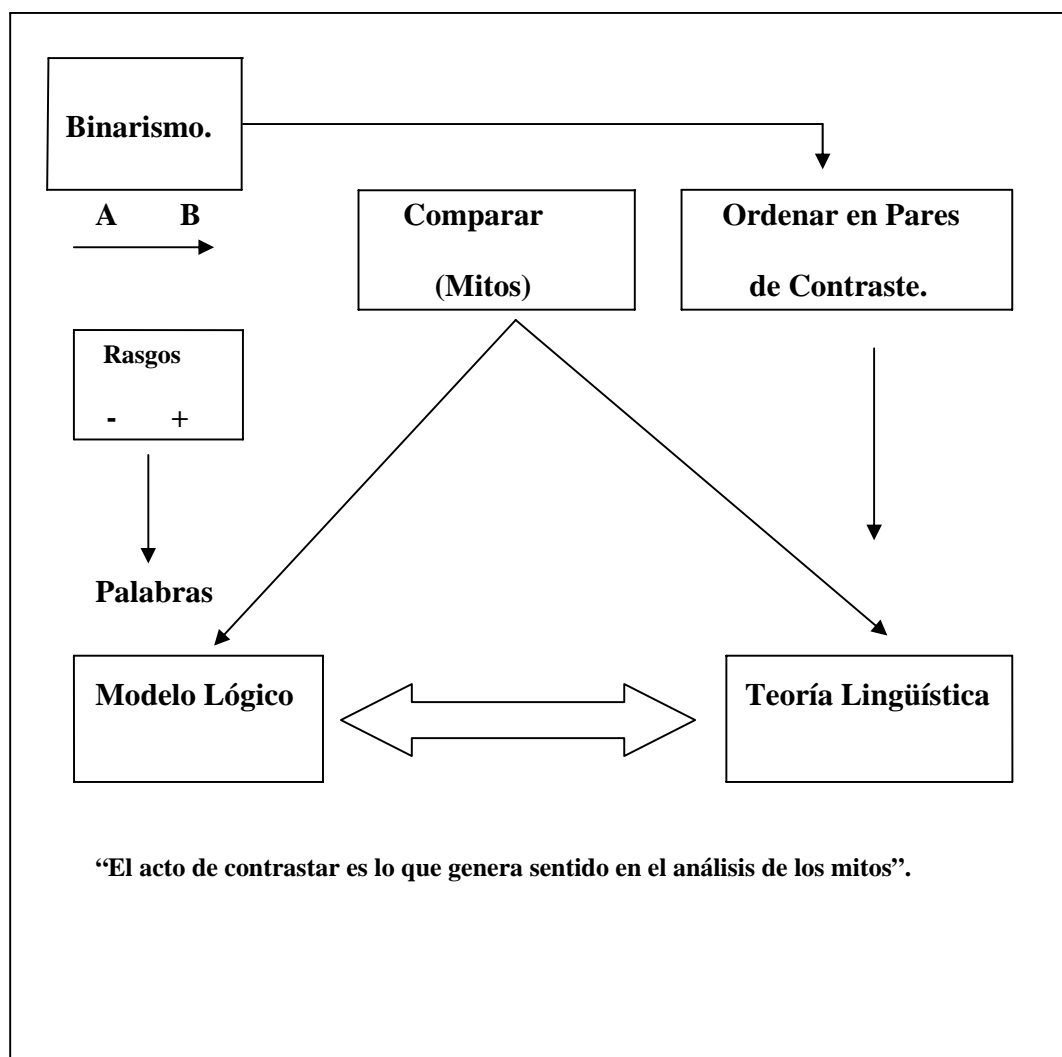 Binarismo.
A B
Comparar
(Mitos)
Ordenar en Pares
de Contraste.
Rasgos
- +
Palabras
Modelo Lógico
Teoría Lingüística
“El acto de contrastar es lo que genera sentido en el análisis de los mitos”.